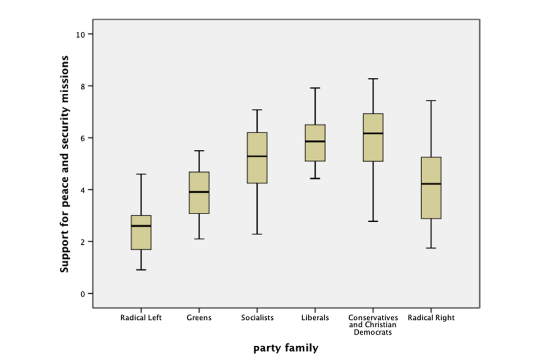 Support for peace and security missions
10
8
6
4
2
0
Radical Left
Greens
Socialists
Liberals
Conservatives
and Christian
Democrats
Radical Right
party family